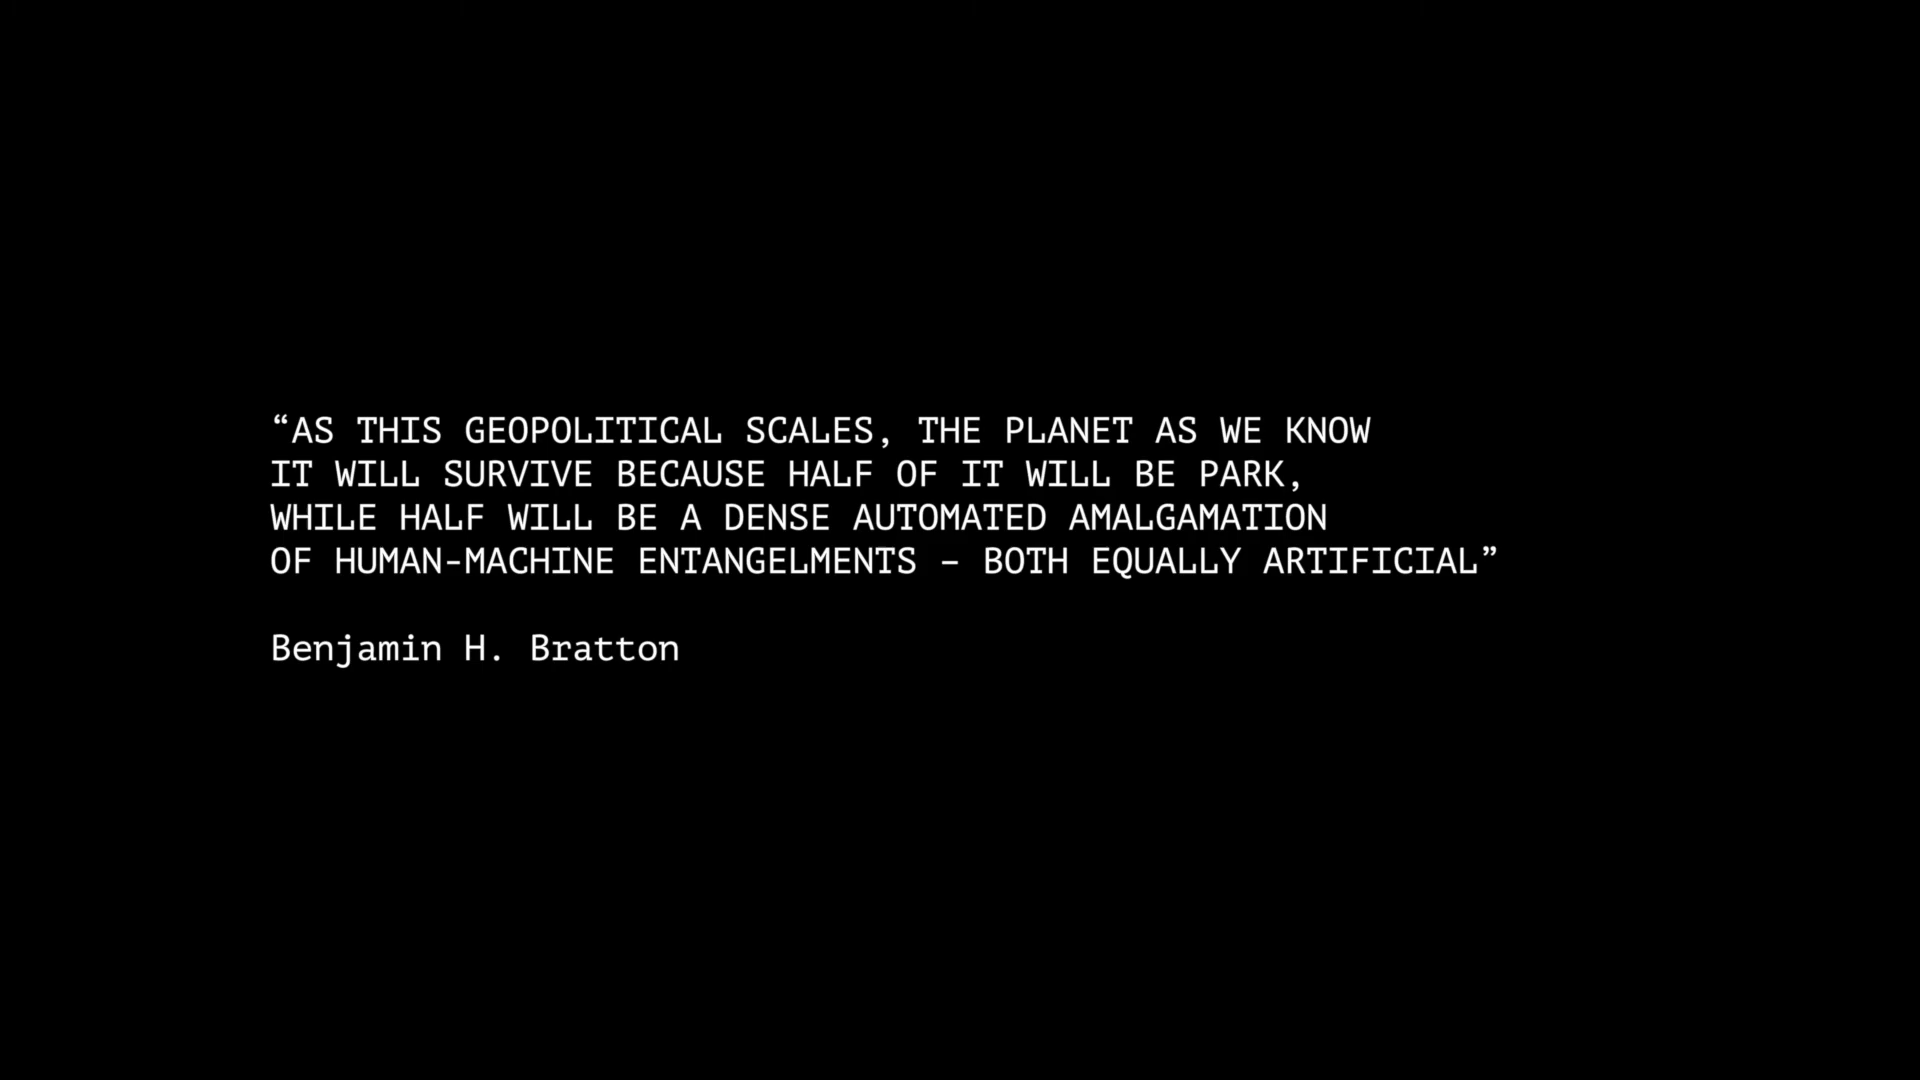 “AS THIS GEOPOLITICAL SCALES, THE PLANET AS WE KNOW
IT WILL SURVIVE BECAUSE HALF OF IT WILL BE PARK,
WHILE HALF WILL BE A DENSE AUTOMATED AMALGAMATION
OF HUMAN-MACHINE ENTANGELMENTS – BOTH EQUALLY ARTIFICIAL”
Benjamin H. Bratton